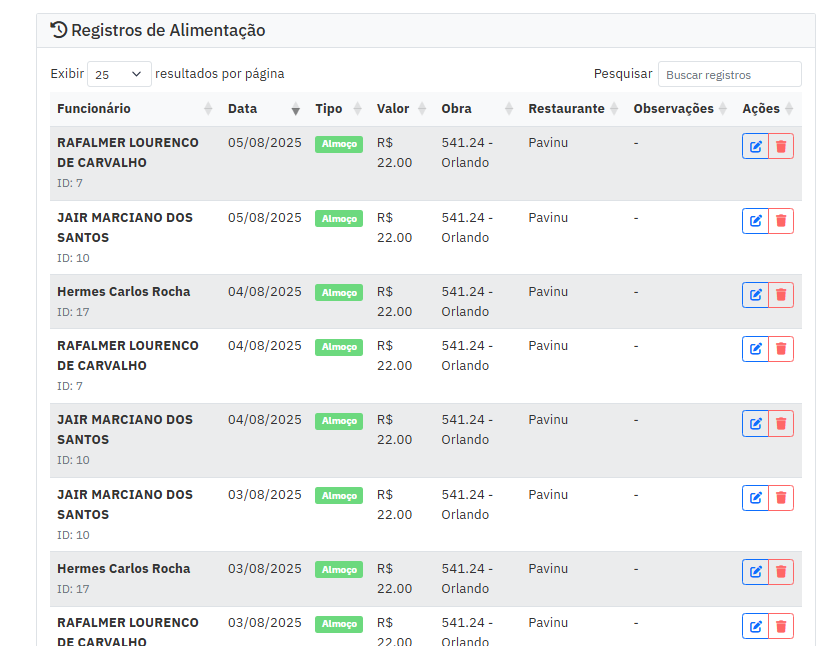 Registros de Alimentação
Exibir 25 resultados por página Pesquisar Buscar registros
Funcionário Data Tipo Valor Obra Restaurante Observações Ações
RAFALMER LOURENCO 05/08/2025 Almoço R$ 541.24 - Pavinu -
DE CARVALHO 22.00 Orlando
ID: 7
JAIR MARCIANO DOS 05/08/2025 Almoço R$ 541.24 - Pavinu -
SANTOS 22.00 Orlando
ID: 10
Hermes Carlos Rocha 04/08/2025 Almoço R$ 541.24 - Pavinu -
ID: 17 22.00 Orlando
RAFALMER LOURENCO 04/08/2025 Almoço R$ 541.24 - Pavinu -
DE CARVALHO 22.00 Orlando
ID: 7
JAIR MARCIANO DOS 04/08/2025 Almoço R$ 541.24 - Pavinu -
SANTOS 22.00 Orlando
ID: 10
JAIR MARCIANO DOS 03/08/2025 Almoço R$ 541.24 - Pavinu -
SANTOS 22.00 Orlando
ID: 10
Hermes Carlos Rocha 03/08/2025 Almoço R$ 541.24 - Pavinu -
ID: 17 22.00 Orlando
RAFALMER LOURENCO 03/08/2025 Almoço R$ 541.24 - Pavinu -
DE CARVALHO 22.00 Orlando